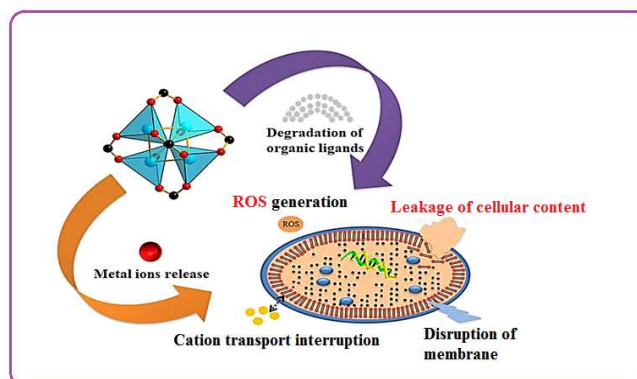 Degradation of
organic ligands
ROS generation
ROS
Leakage of cellular content
Metal ions release
Cation transport interruption
Disruption of
membrane